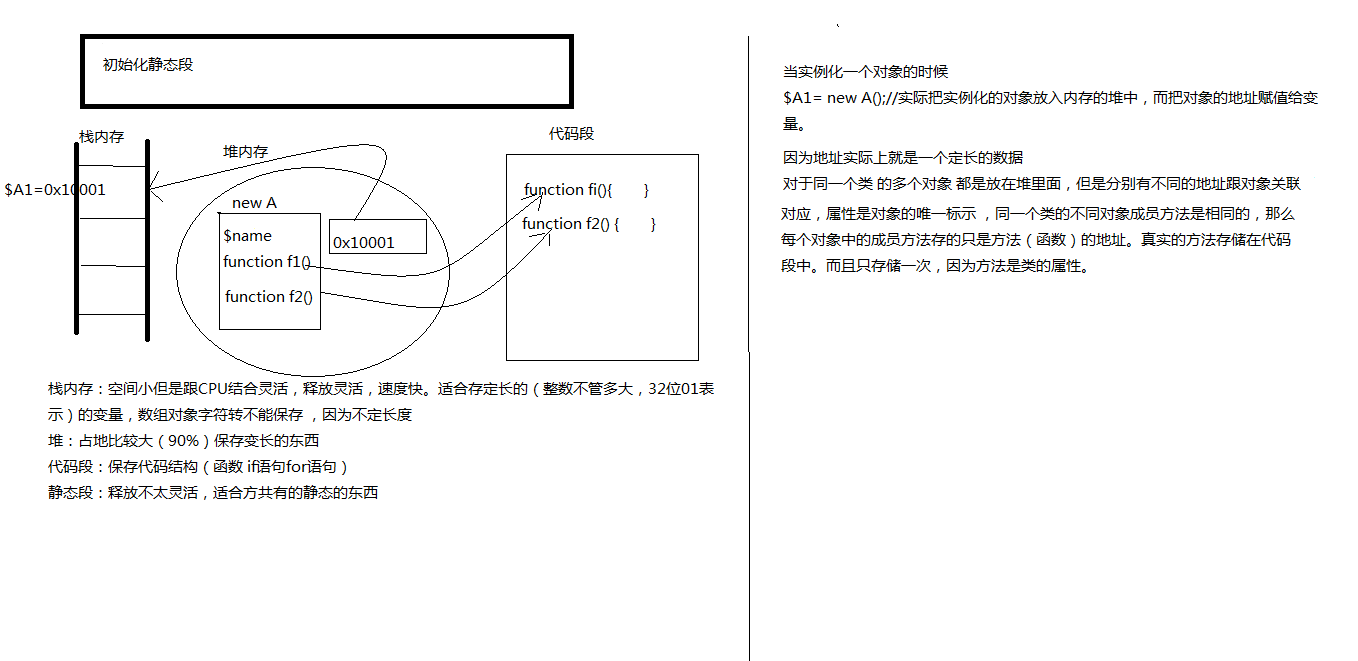 初始化静态段
栈内存
堆内存
代码段
$A1=0x10001
new A
$name
function f1()
function f2()
0x10001
function fi(){ }
function f2() { }
栈内存：空间小但是跟CPU结合灵活，释放灵活，速度快。适合存定长的（整数不管多大，32位01表
示）的变量，数组对象字符转不能保存 ，因为不定长度
堆：占地比较大（90%）保存变长的东西
代码段：保存代码结构（函数 if语句for语句）
静态段：释放不太灵活，适合方共有的静态的东西
当实例化一个对象的时候
$A1= new A();//实际把实例化的对象放入内存的堆中，而把对象的地址赋值给变
量。
因为地址实际上就是一个定长的数据
对于同一个类 的多个对象 都是放在堆里面，但是分别有不同的地址跟对象关联
对应，属性是对象的唯一标示 ，同一个类的不同对象成员方法是相同的，那么
每个对象中的成员方法存的只是方法（函数）的地址。真实的方法存储在代码
段中。而且只存储一次，因为方法是类的属性。